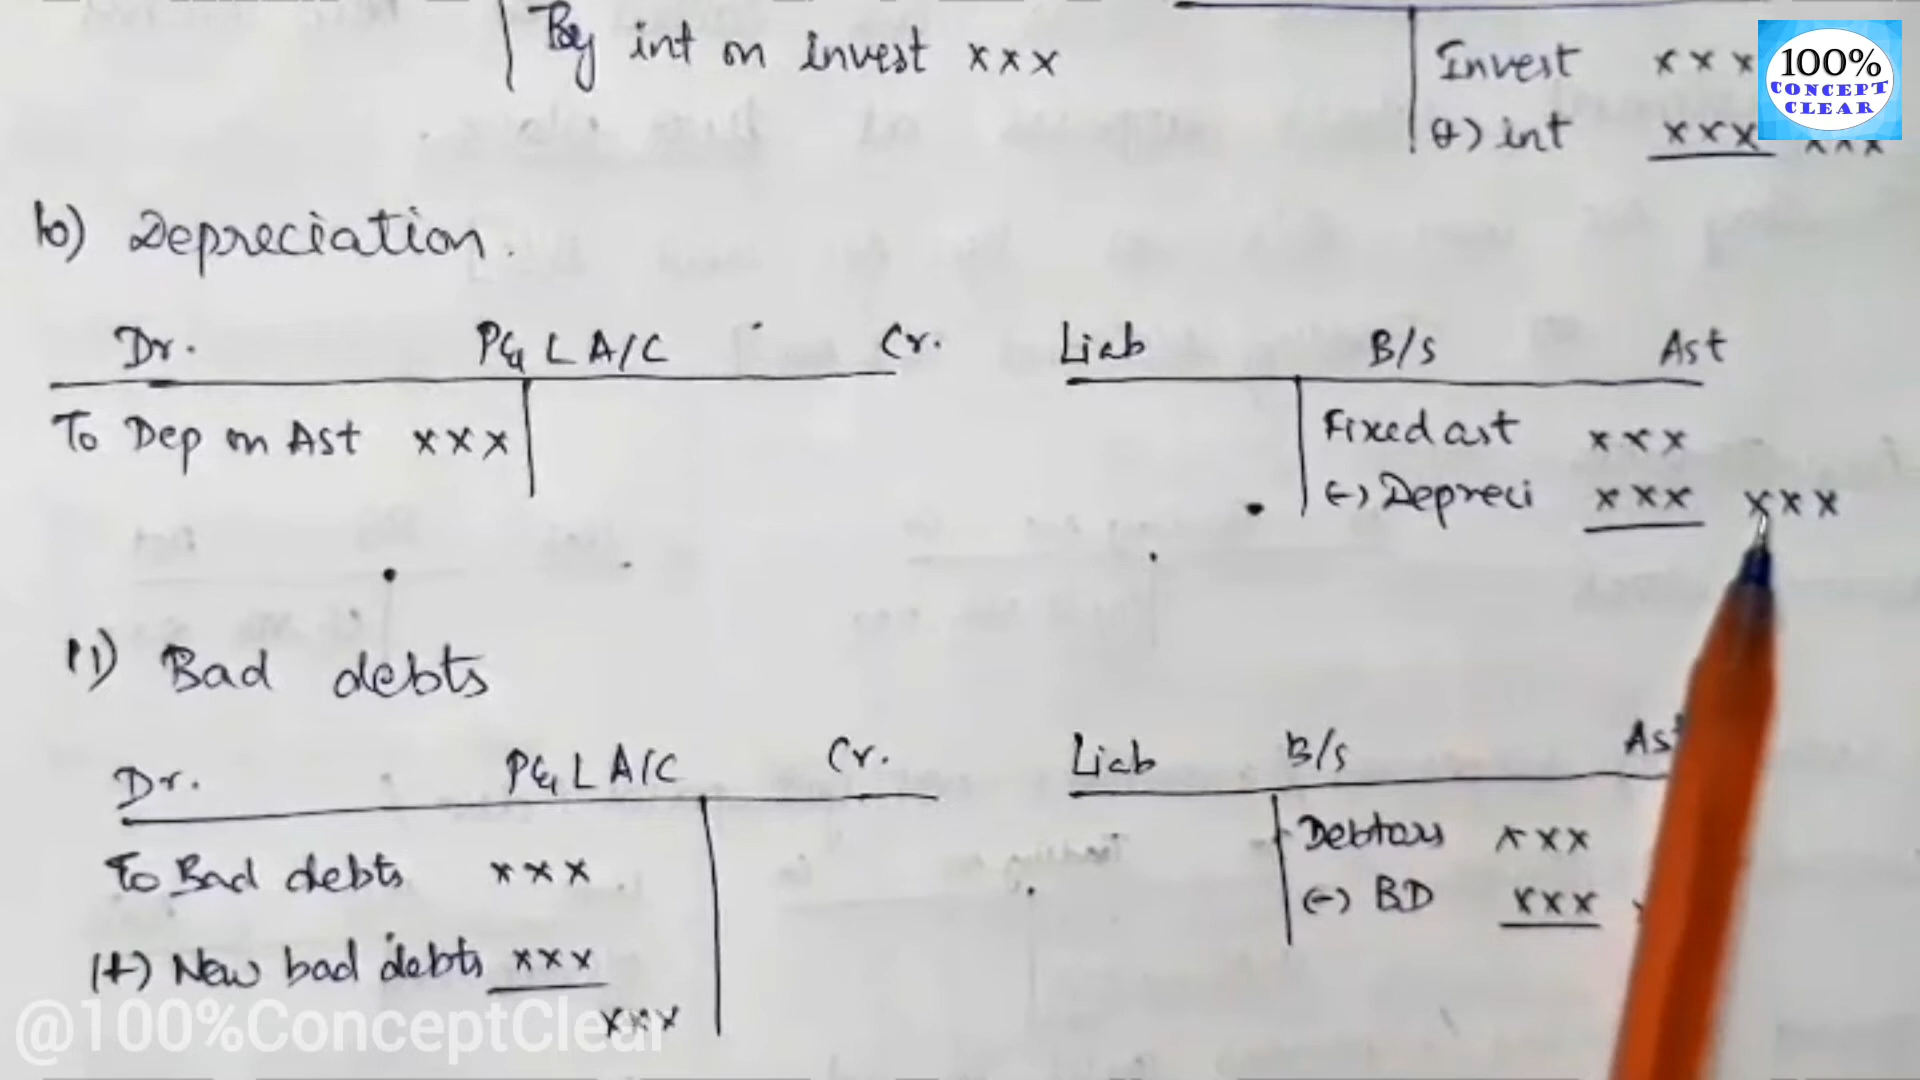 By int on invest xxx
Invest xxx
(+) int xxx xxx
100%
CONCEPT
CLEAR
10) Depreciation.
Dr. P&L A/C Cr.
To Dep on Ast xxx
Liab B/S Ast
Fixed ast xxx
(-) Depreci xxx xxx
11) Bad debts
Dr. P&L A/C Cr.
To Bad debts xxx
(+) New bad debts xxx
xxx
Liab B/S Ast
Debtors xxx
(-) BD xxx
@100%ConceptClear